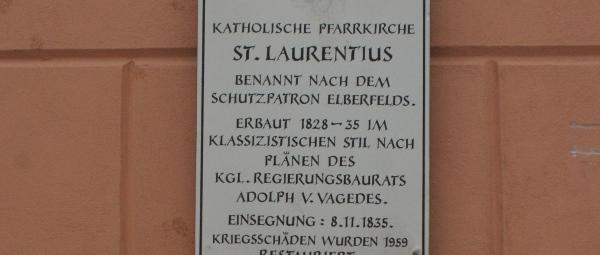 KATHOLISCHE PFARRKIRCHE
ST. LAURENTIUS
BENANNT NACH DEM
SCHUTZPATRON ELBERFELDS.
ERBAUT 1828-35 IM
KLASSIZISTISCHEN STIL NACH
PLÄNEN DES
KGL. REGIERUNGSBAURATS
ADOLPH V. VAGEDES.
EINSEGNUNG: 8.11.1835.
KRIEGSSCHÄDEN WURDEN 1959
RESTAURIERT